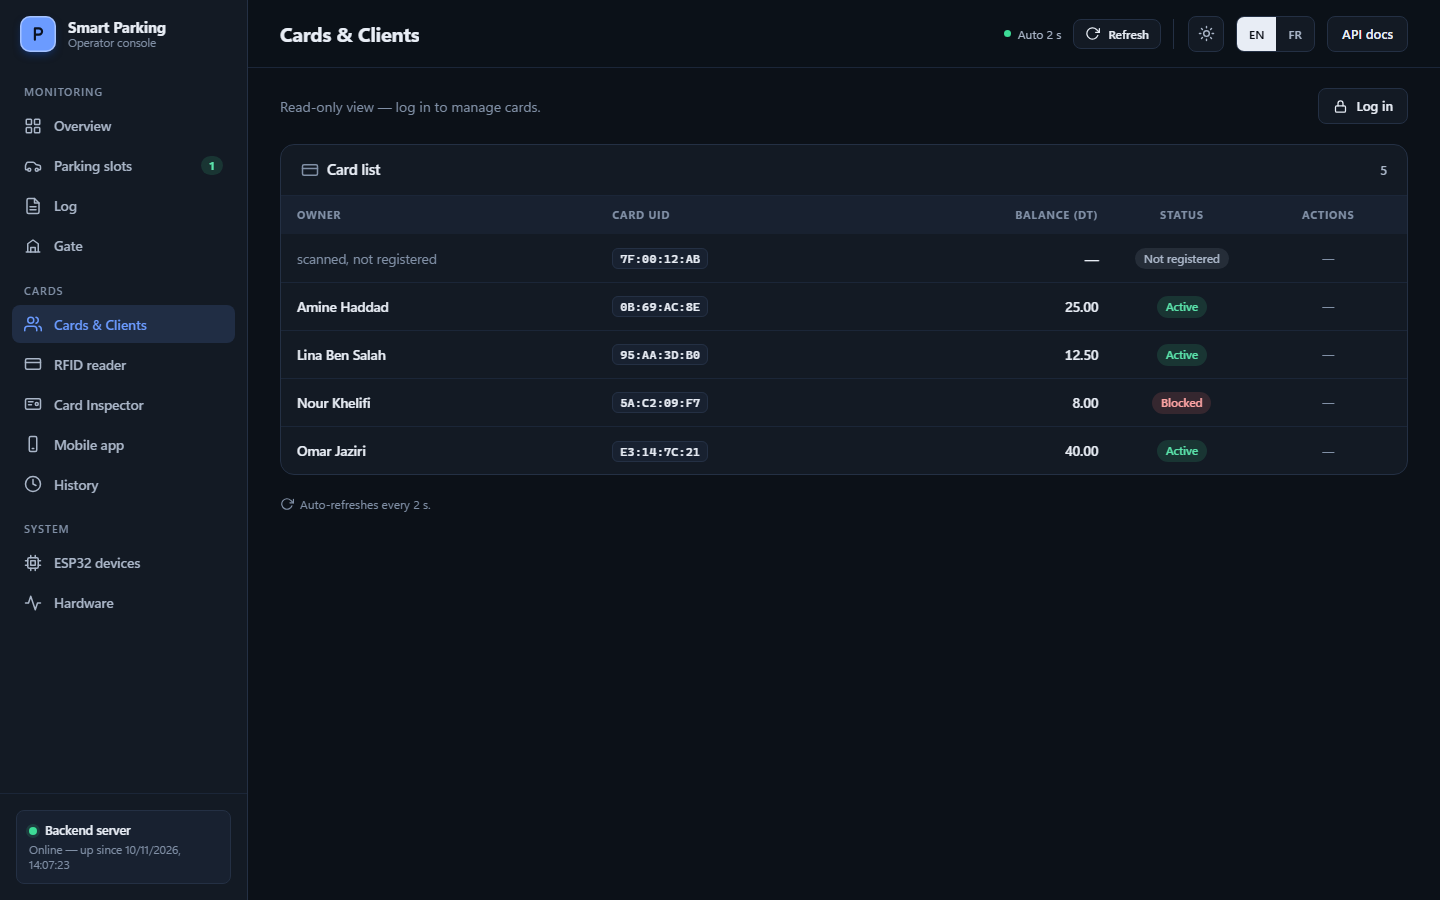 P
Smart Parking
Operator console
MONITORING
Overview
Parking slots 1
Log
Gate
CARDS
Cards & Clients
RFID reader
Card Inspector
Mobile app
History
SYSTEM
ESP32 devices
Hardware
Backend server
Online — up since 10/11/2026,
14:07:23
Cards & Clients
Auto 2 s
Refresh
EN FR
API docs
Read-only view — log in to manage cards.
Log in
Card list 5
OWNER CARD UID BALANCE (DT) STATUS ACTIONS
scanned, not registered 7F:00:12:AB — Not registered —
Amine Haddad 0B:69:AC:8E 25.00 Active —
Lina Ben Salah 95:AA:3D:B0 12.50 Active —
Nour Khelifi 5A:C2:09:F7 8.00 Blocked —
Omar Jaziri E3:14:7C:21 40.00 Active —
Auto-refreshes every 2 s.